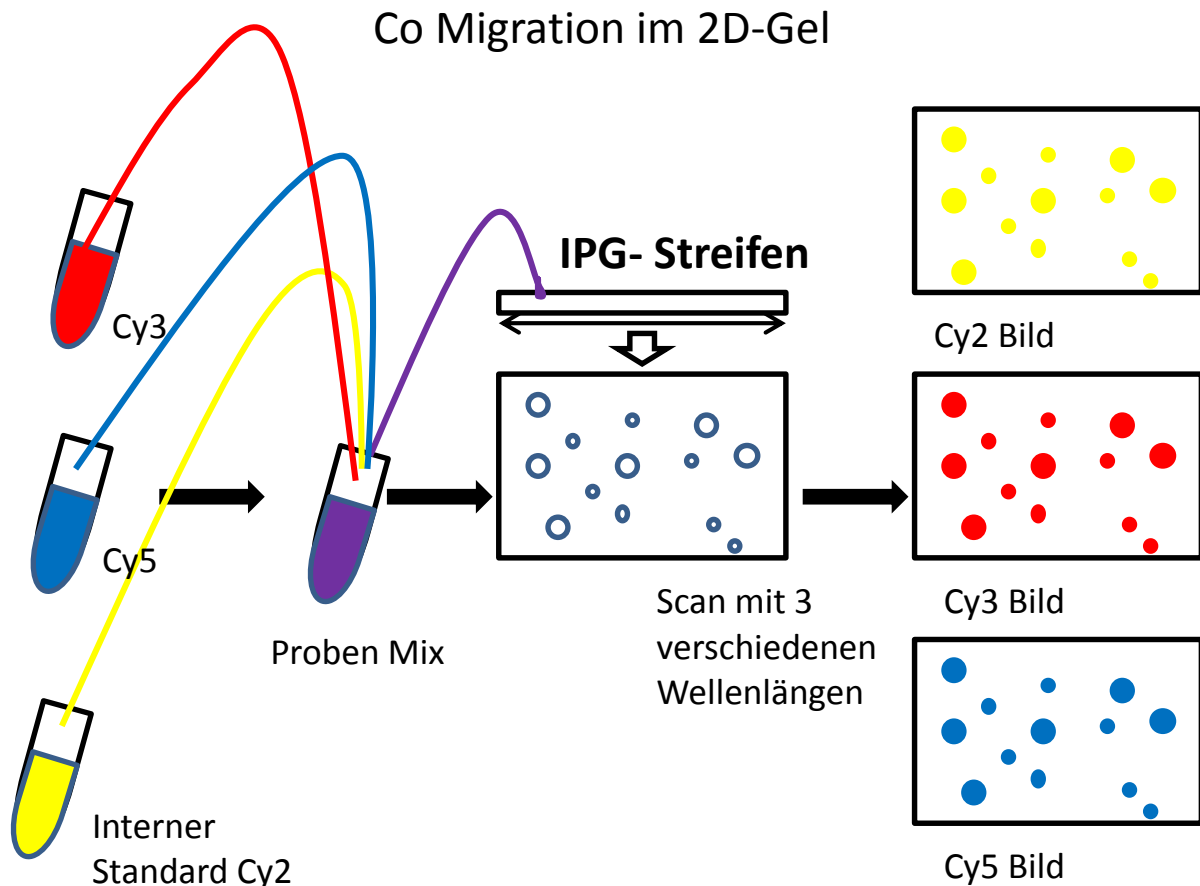 Co Migration im 2D-Gel
IPG- Streifen
Cy3
Cy2 Bild
Cy5
Proben Mix
Scan mit 3
verschiedenen
Wellenlängen
Cy3 Bild
Interner
Standard Cy2
Cy5 Bild